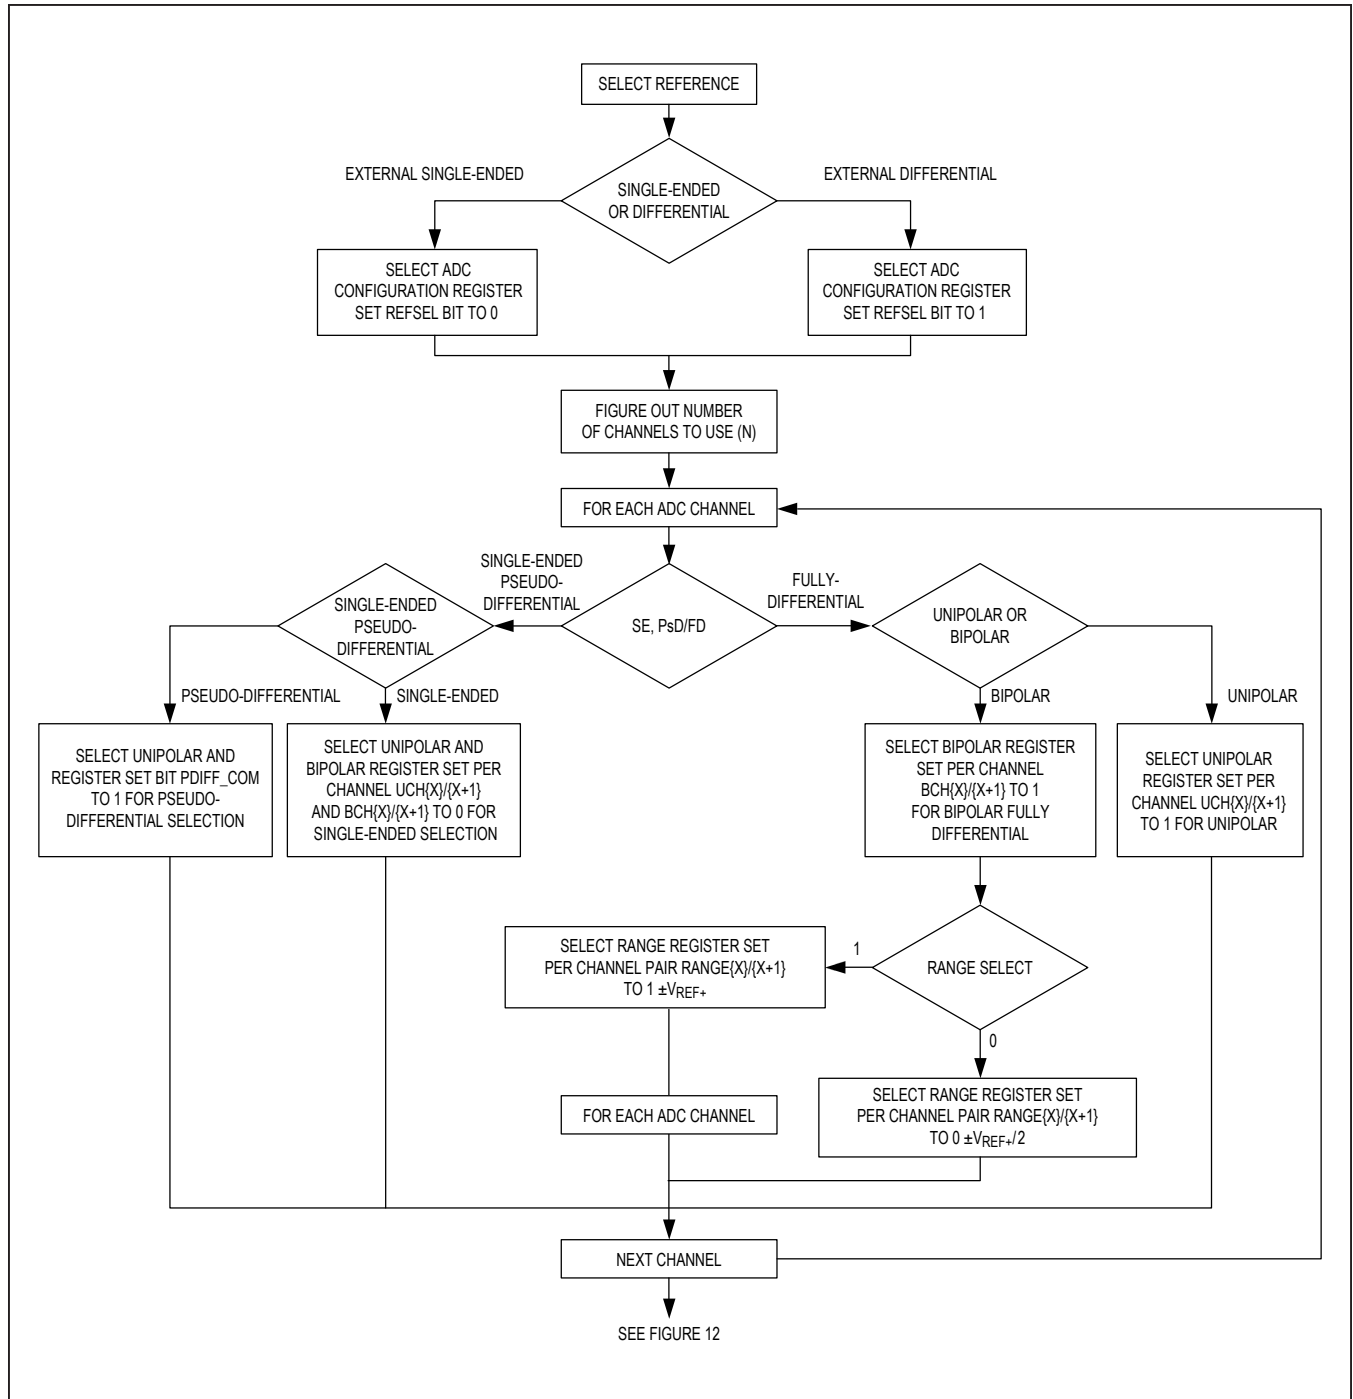 SELECT REFERENCE
EXTERNAL SINGLE-ENDED
EXTERNAL DIFFERENTIAL
SINGLE-ENDED
OR DIFFERENTIAL
SELECT ADC
CONFIGURATION REGISTER
SET REFSEL BIT TO 0
SELECT ADC
CONFIGURATION REGISTER
SET REFSEL BIT TO 1
FIGURE OUT NUMBER
OF CHANNELS TO USE (N)
FOR EACH ADC CHANNEL
SINGLE-ENDED
PSEUDO-
DIFFERENTIAL
FULLY-
DIFFERENTIAL
SINGLE-ENDED
PSEUDO-
DIFFERENTIAL
SE, PsD/FD
UNIPOLAR OR
BIPOLAR
PSEUDO-DIFFERENTIAL
SINGLE-ENDED
BIPOLAR
UNIPOLAR
SELECT UNIPOLAR AND
REGISTER SET BIT PDIFF_COM
TO 1 FOR PSEUDO-
DIFFERENTIAL SELECTION
SELECT UNIPOLAR AND
BIPOLAR REGISTER SET PER
CHANNEL UCH{X}/{X+1}
AND BCH{X}/{X+1} TO 0 FOR
SINGLE-ENDED SELECTION
SELECT BIPOLAR REGISTER
SET PER CHANNEL
BCH{X}/{X+1} TO 1
FOR BIPOLAR FULLY
DIFFERENTIAL
SELECT UNIPOLAR
REGISTER SET PER
CHANNEL UCH{X}/{X+1}
TO 1 FOR UNIPOLAR
SELECT RANGE REGISTER SET
PER CHANNEL PAIR RANGE{X}/{X+1}
TO 1 ±VREF+
1
RANGE SELECT
0
FOR EACH ADC CHANNEL
SELECT RANGE REGISTER SET
PER CHANNEL PAIR RANGE{X}/{X+1}
TO 0 ±VREF+/2
NEXT CHANNEL
SEE FIGURE 12